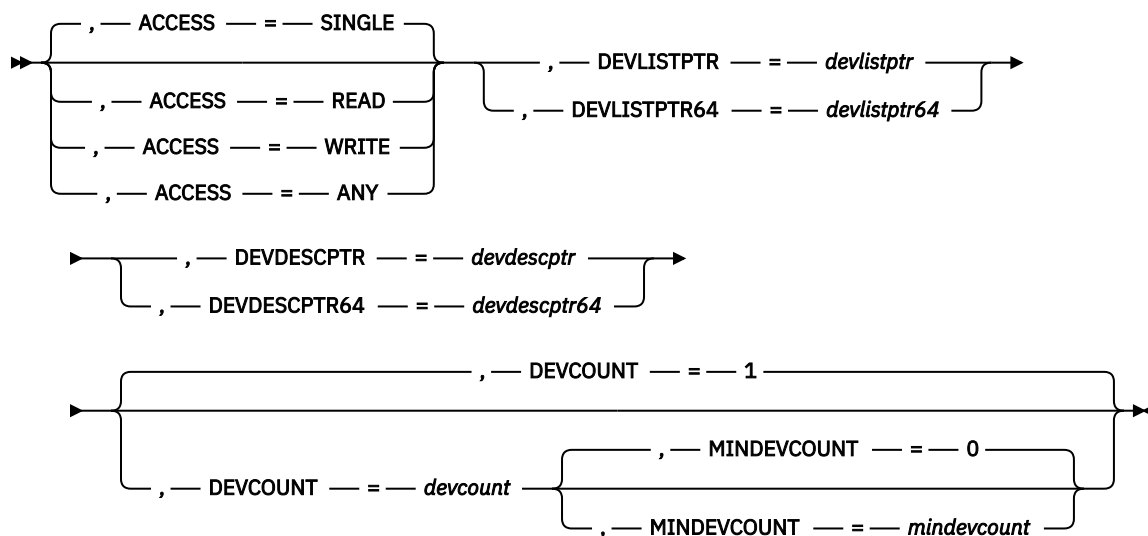 , ACCESS = SINGLE
, ACCESS = READ
, ACCESS = WRITE
, ACCESS = ANY
, DEVLISTPTR = devlistptr
, DEVLISTPTR64 = devlistptr64
, DEVDESCPTR = devdescptr
, DEVDESCPTR64 = devdescptr64
, DEVCOUNT = 1
, DEVCOUNT = devcount
, MINDEVCOUNT = 0
, MINDEVCOUNT = mindevcount